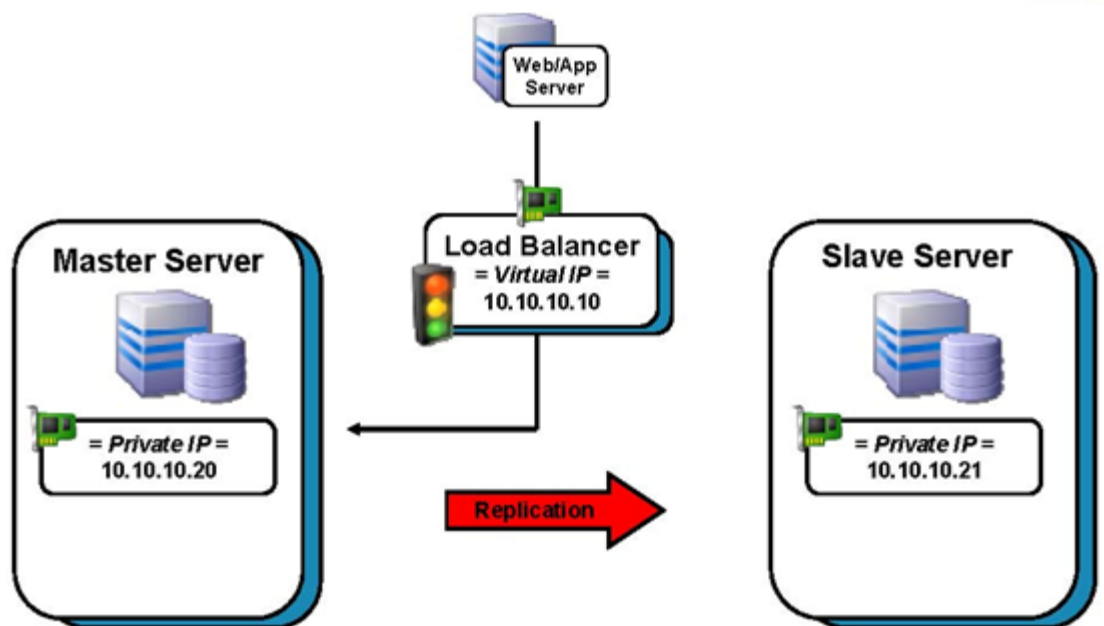 Web/App
Server
Load Balancer
= Virtual IP =
10.10.10.10
Master Server
= Private IP =
10.10.10.20
Slave Server
= Private IP =
10.10.10.21
Replication